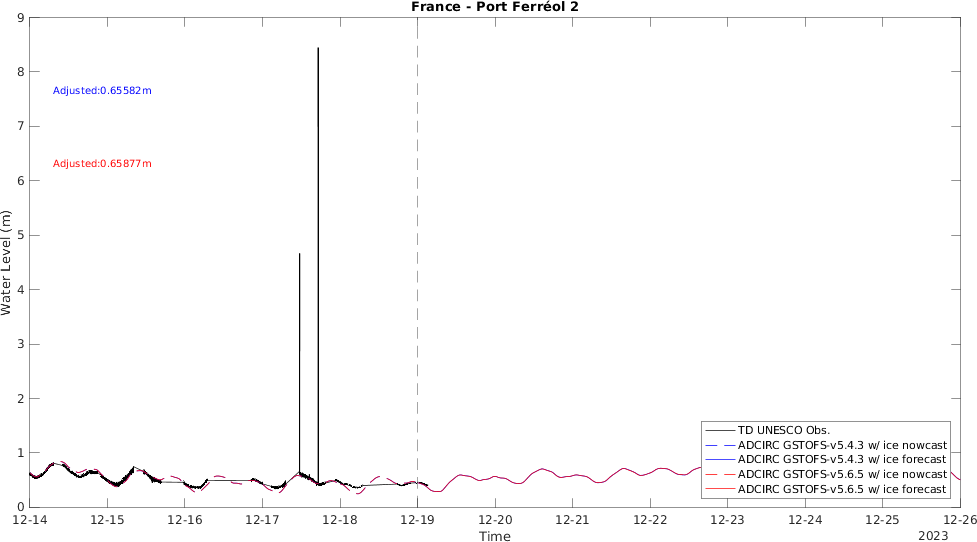 France - Port Ferréol 2
9
8
7
6
5
4
3
2
1
0
Water Level (m)
Adjusted:0.65582m
Adjusted:0.65877m
TD UNESCO Obs.
ADCIRC GSTOFS-v5.4.3 w/ ice nowcast
ADCIRC GSTOFS-v5.4.3 w/ ice forecast
ADCIRC GSTOFS-v5.6.5 w/ ice nowcast
ADCIRC GSTOFS-v5.6.5 w/ ice forecast
12-14 12-15 12-16 12-17 12-18 12-19 12-20 12-21 12-22 12-23 12-24 12-25 12-26
Time
2023